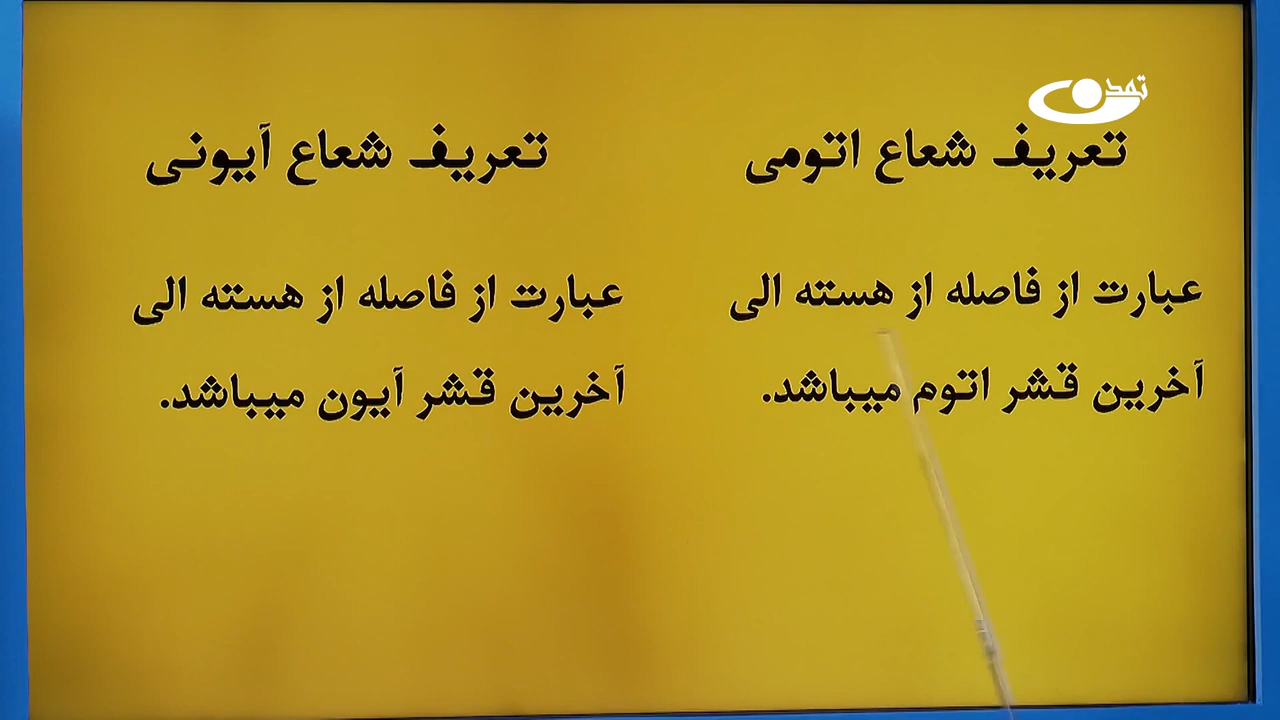 تمدن
تعریف شعاع اتومی
عبارت از فاصله از هسته الی
آخرین قشر اتوم میباشد.
تعریف شعاع آیونی
عبارت از فاصله از هسته الی
آخرین قشر آیون میباشد.